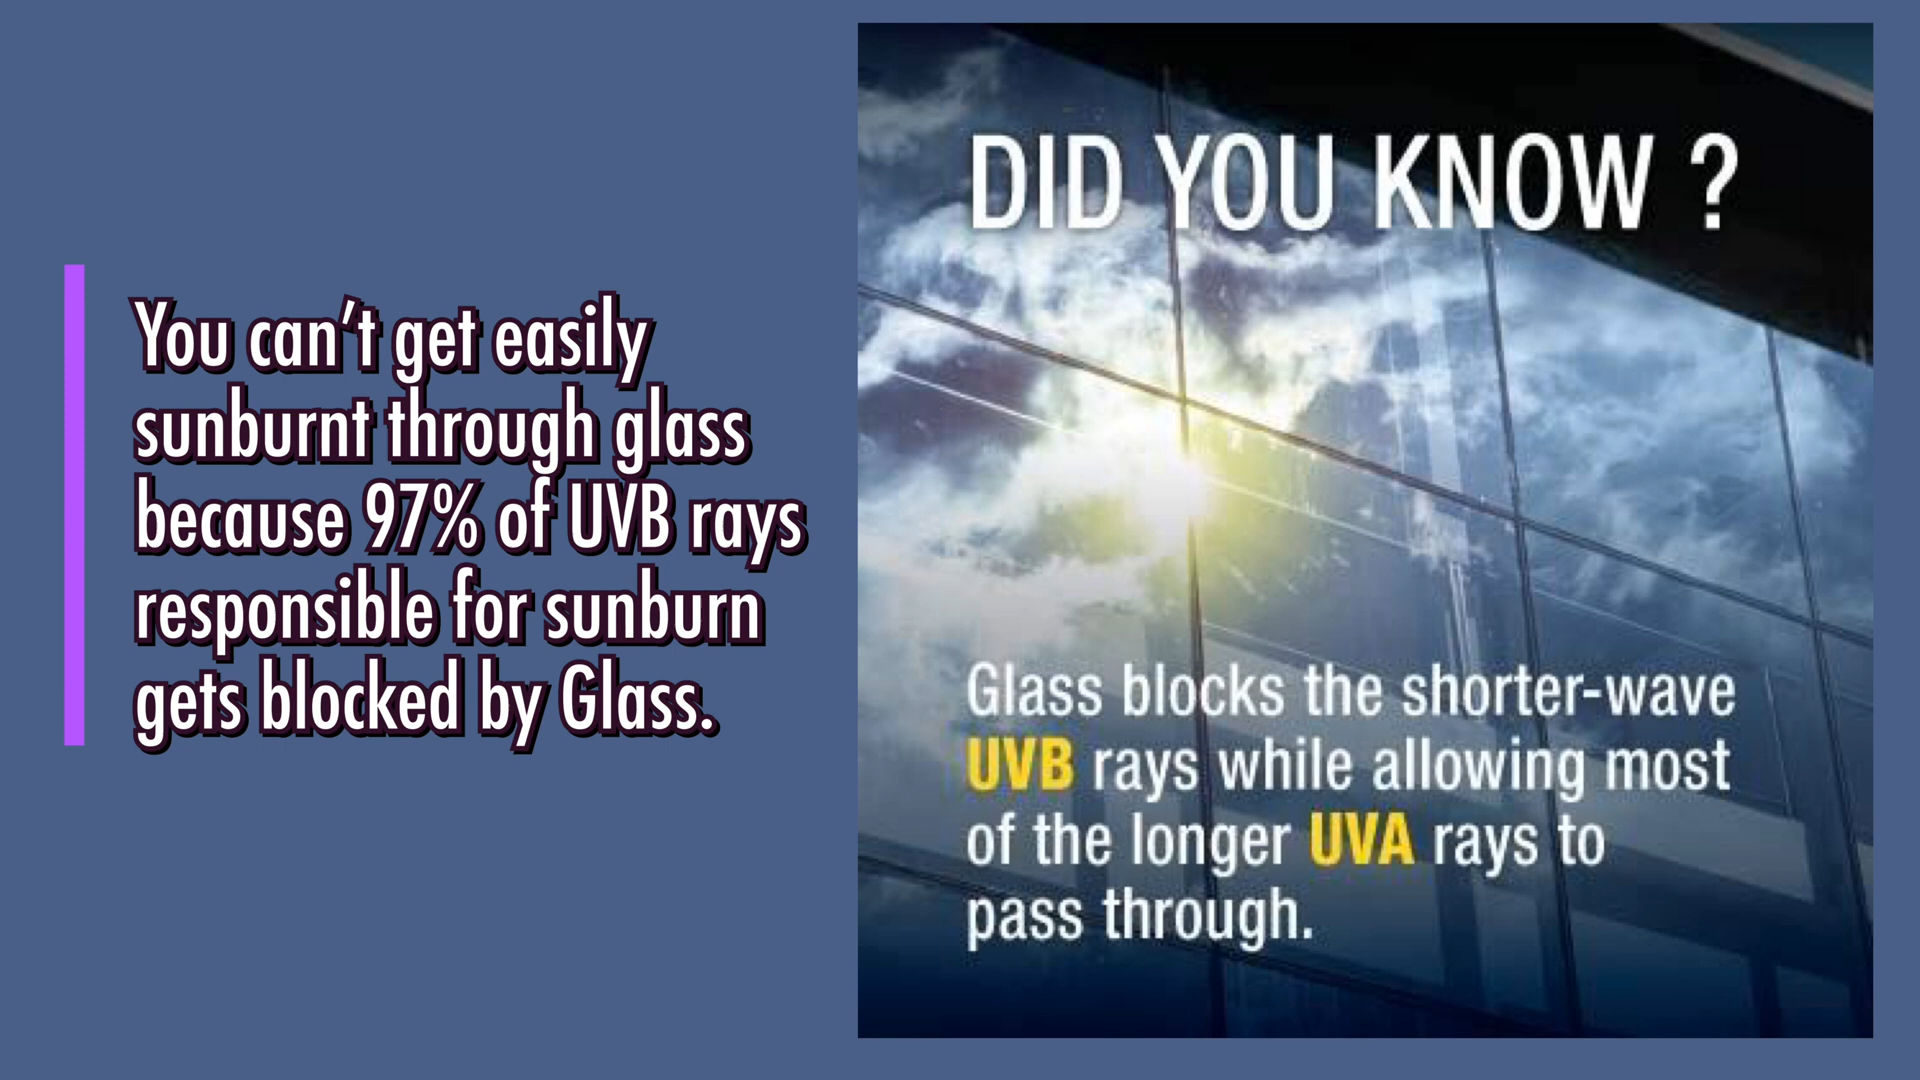 You can't get easily
sunburnt through glass
because 97% of UVB rays
responsible for sunburn
gets blocked by Glass.
DID YOU KNOW ?
Glass blocks the shorter-wave
UVB rays while allowing most
of the longer UVA rays to
pass through.